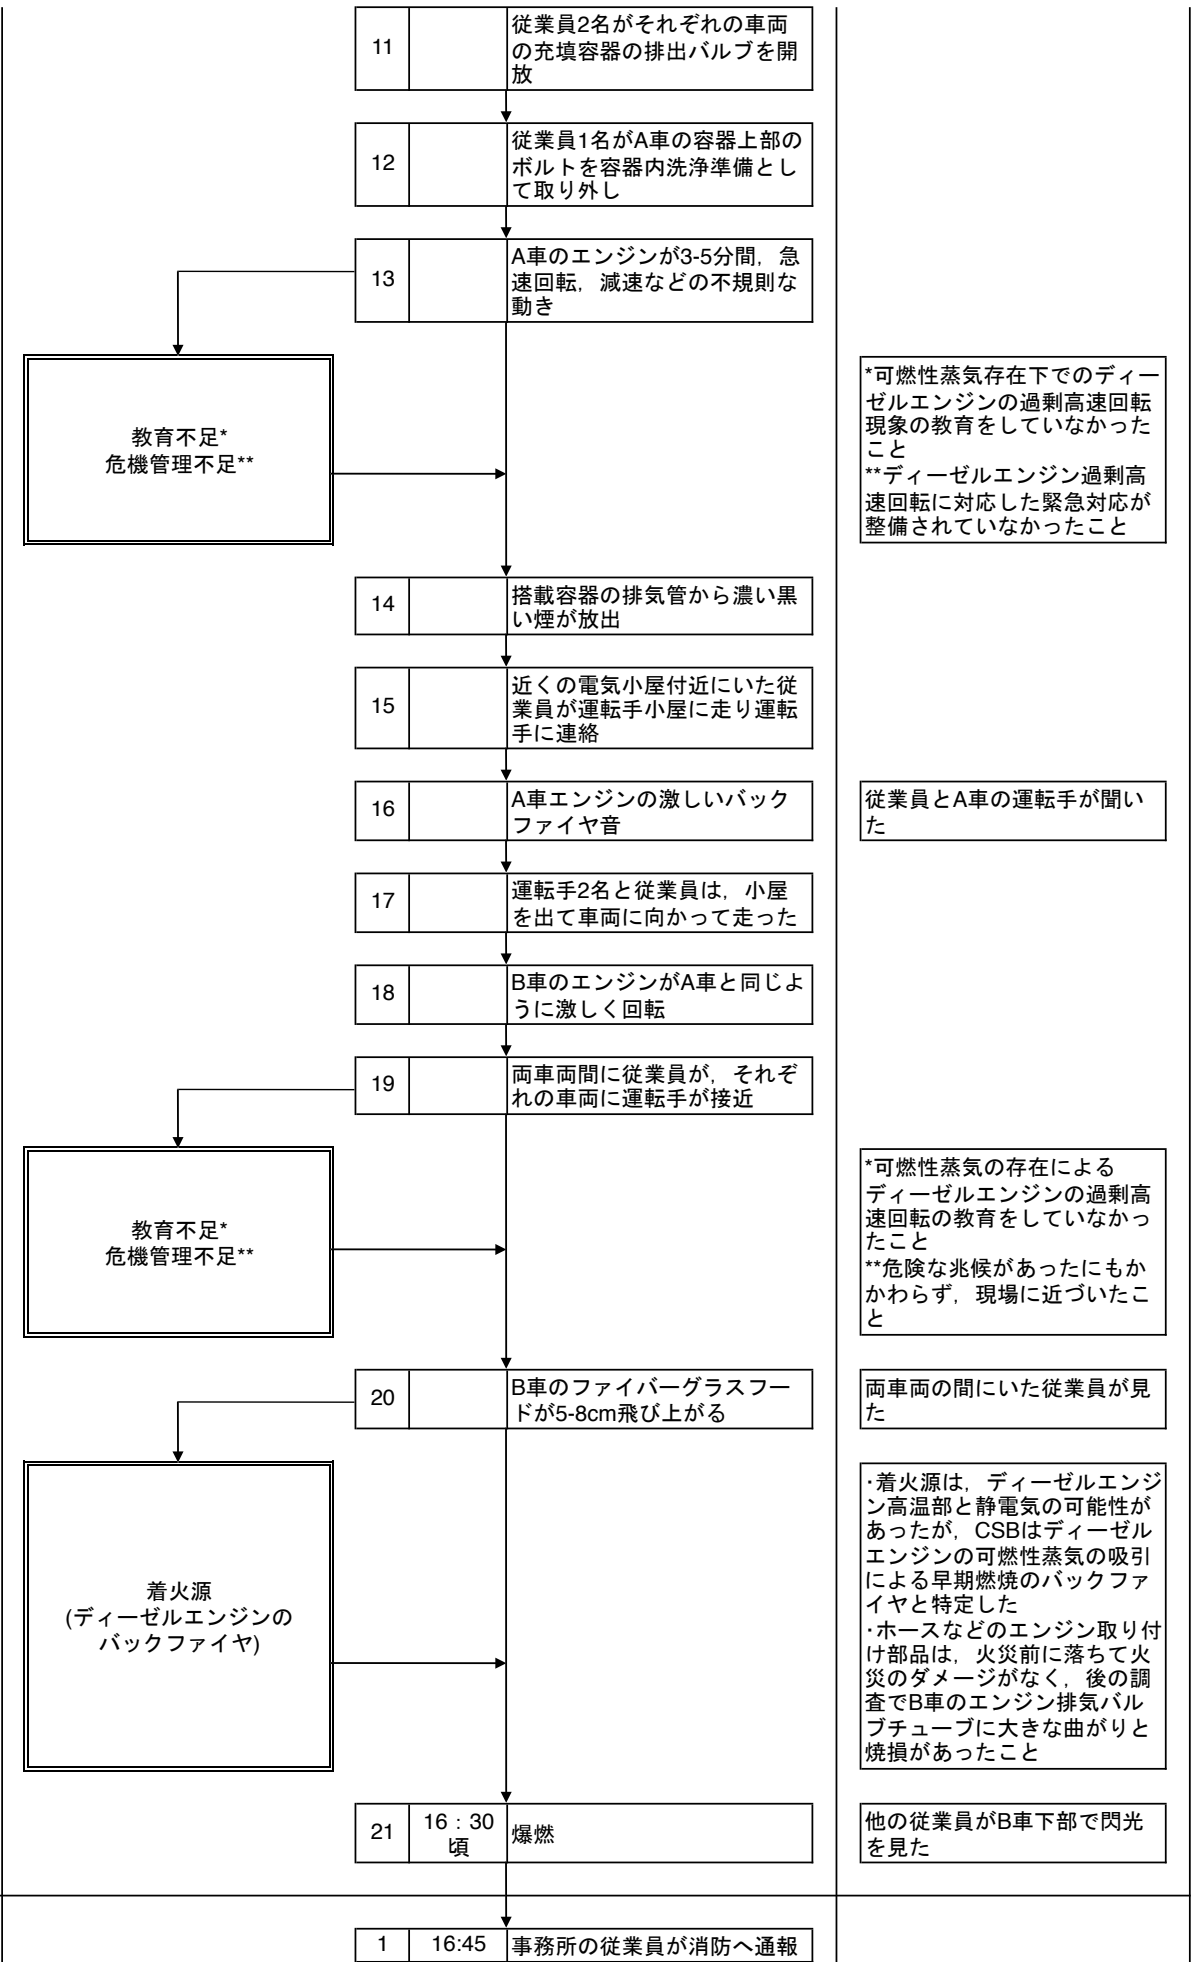 11
従業員2名がそれぞれの車両
の充填容器の排出バルブを開
放
12
従業員1名がA車の容器上部の
ボルトを容器内洗浄準備とし
て取り外し
13
A車のエンジンが3-5分間，急
速回転，減速などの不規則な
動き
教育不足*
危機管理不足**
*可燃性蒸気存在下でのディー
ゼルエンジンの過剰高速回転
現象の教育をしていなかった
こと
**ディーゼルエンジン過剰高
速回転に対応した緊急対応が
整備されていなかったこと
14
搭載容器の排気管から濃い黒
い煙が放出
15
近くの電気小屋付近にいた従
業員が運転手小屋に走り運転
手に連絡
16
A車エンジンの激しいバック
ファイヤ音
従業員とA車の運転手が聞い
た
17
運転手2名と従業員は，小屋
を出て車両に向かって走った
18
B車のエンジンがA車と同じよ
うに激しく回転
19
両車両間に従業員が，それぞ
れの車両に運転手が接近
教育不足*
危機管理不足**
*可燃性蒸気の存在による
ディーゼルエンジンの過剰高
速回転の教育をしていなかっ
たこと
**危険な兆候があったにもか
かわらず，現場に近づいたこ
と
20
B車のファイバーグラスフー
ドが5-8cm飛び上がる
両車両の間にいた従業員が見
た
着火源
(ディーゼルエンジンの
バックファイヤ)
･着火源は，ディーゼルエンジ
ン高温部と静電気の可能性が
あったが，CSBはディーゼル
エンジンの可燃性蒸気の吸引
による早期燃焼のバックファ
イヤと特定した
･ホースなどのエンジン取り付
け部品は，火災前に落ちて火
災のダメージがなく，後の調
査でB車のエンジン排気バル
ブチューブに大きな曲がりと
焼損があったこと
21
16：30
頃
爆燃
他の従業員がB車下部で閃光
を見た
1
16:45
事務所の従業員が消防へ通報